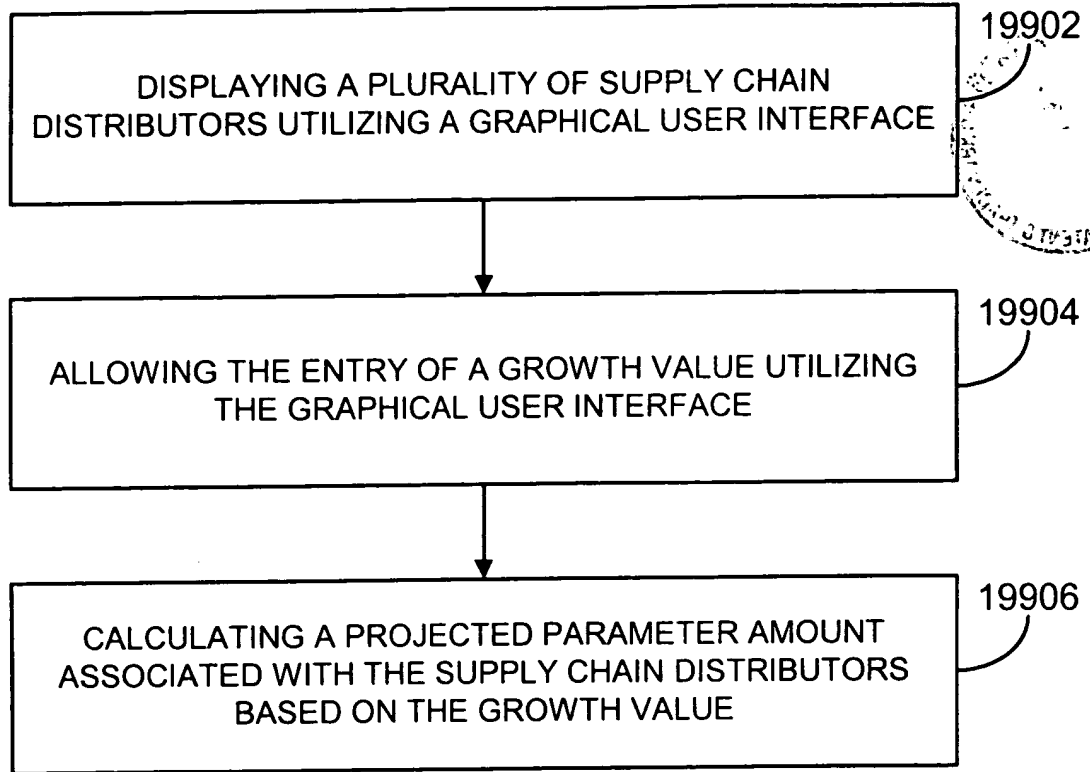 19902
DISPLAYING A PLURALITY OF SUPPLY CHAIN
DISTRIBUTORS UTILIZING A GRAPHICAL USER INTERFACE
19904
ALLOWING THE ENTRY OF A GROWTH VALUE UTILIZING
THE GRAPHICAL USER INTERFACE
19906
CALCULATING A PROJECTED PARAMETER AMOUNT
ASSOCIATED WITH THE SUPPLY CHAIN DISTRIBUTORS
BASED ON THE GROWTH VALUE